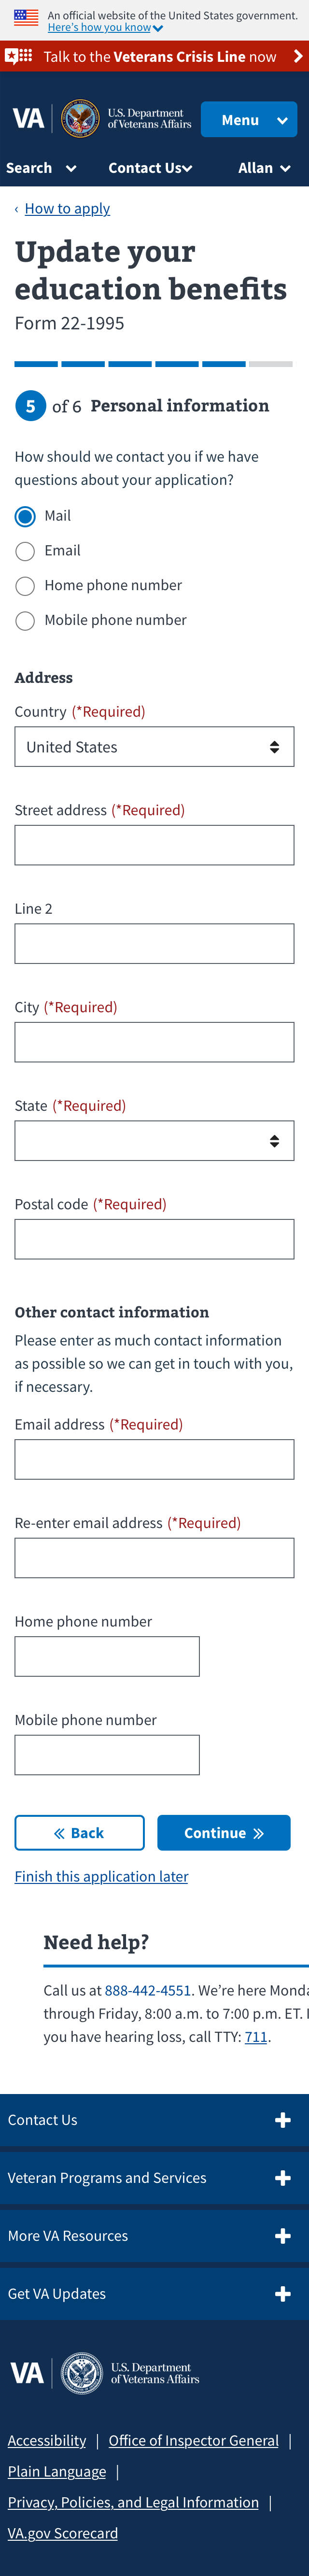 An official website of the United States government.
Here's how you know
Talk to the Veterans Crisis Line now
VA U.S. Department
of Veterans Affairs
Menu
Search Contact Us Allan
‹ How to apply
Update your
education benefits
Form 22-1995
5 of 6 Personal information
How should we contact you if we have
questions about your application?
Mail
Email
Home phone number
Mobile phone number
Address
Country (*Required)
United States
Street address (*Required)
Line 2
City (*Required)
State (*Required)
Postal code (*Required)
Other contact information
Please enter as much contact information
as possible so we can get in touch with you,
if necessary.
Email address (*Required)
Re-enter email address (*Required)
Home phone number
Mobile phone number
« Back Continue »
Finish this application later
Need help?
Call us at 888-442-4551. We're here Monda
through Friday, 8:00 a.m. to 7:00 p.m. ET.
you have hearing loss, call TTY: 711.
Contact Us
Veteran Programs and Services
More VA Resources
Get VA Updates
VA U.S. Department
of Veterans Affairs
Accessibility | Office of Inspector General |
Plain Language |
Privacy, Policies, and Legal Information |
VA.gov Scorecard